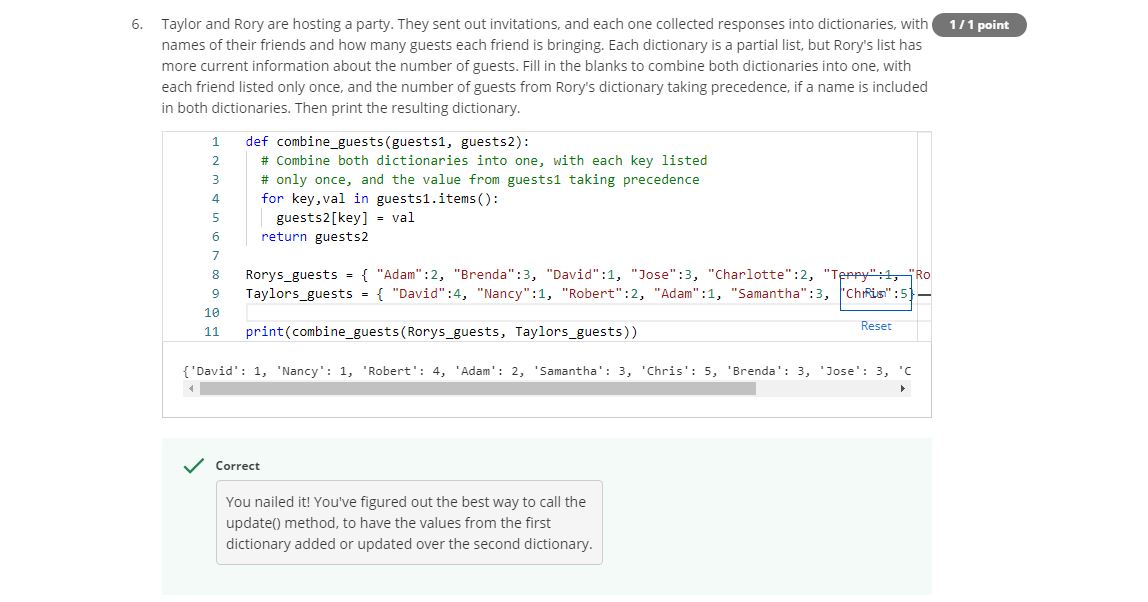 6. Taylor and Rory are hosting a party. They sent out invitations, and each one collected responses into dictionaries, with 1 / 1 point
names of their friends and how many guests each friend is bringing. Each dictionary is a partial list, but Rory's list has
more current information about the number of guests. Fill in the blanks to combine both dictionaries into one, with
each friend listed only once, and the number of guests from Rory's dictionary taking precedence, if a name is included
in both dictionaries. Then print the resulting dictionary.
1 def combine_guests(guests1, guests2):
2 # Combine both dictionaries into one, with each key listed
3 # only once, and the value from guests1 taking precedence
4 for key,val in guests1.items():
5 guests2[key] = val
6 return guests2
7
8 Rorys_guests = { "Adam":2, "Brenda":3, "David":1, "Jose":3, "Charlotte":2, "Terry":1, "Ro
9 Taylors_guests = { "David":4, "Nancy":1, "Robert":2, "Adam":1, "Samantha":3, "Chris":5}
Run
10
11 print(combine_guests(Rorys_guests, Taylors_guests))
Reset
{'David': 1, 'Nancy': 1, 'Robert': 4, 'Adam': 2, 'Samantha': 3, 'Chris': 5, 'Brenda': 3, 'Jose': 3, 'C
Correct
You nailed it! You've figured out the best way to call the
update() method, to have the values from the first
dictionary added or updated over the second dictionary.